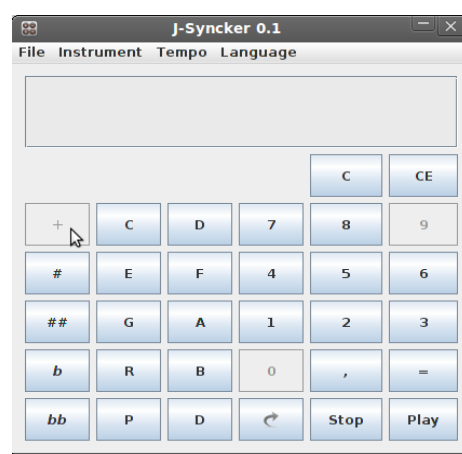 J-Syncker 0.1
File Instrument Tempo Language
C CE
+ C D 7 8 9
# E F 4 5 6
## G A 1 2 3
b R B 0 , =
bb P D Stop Play